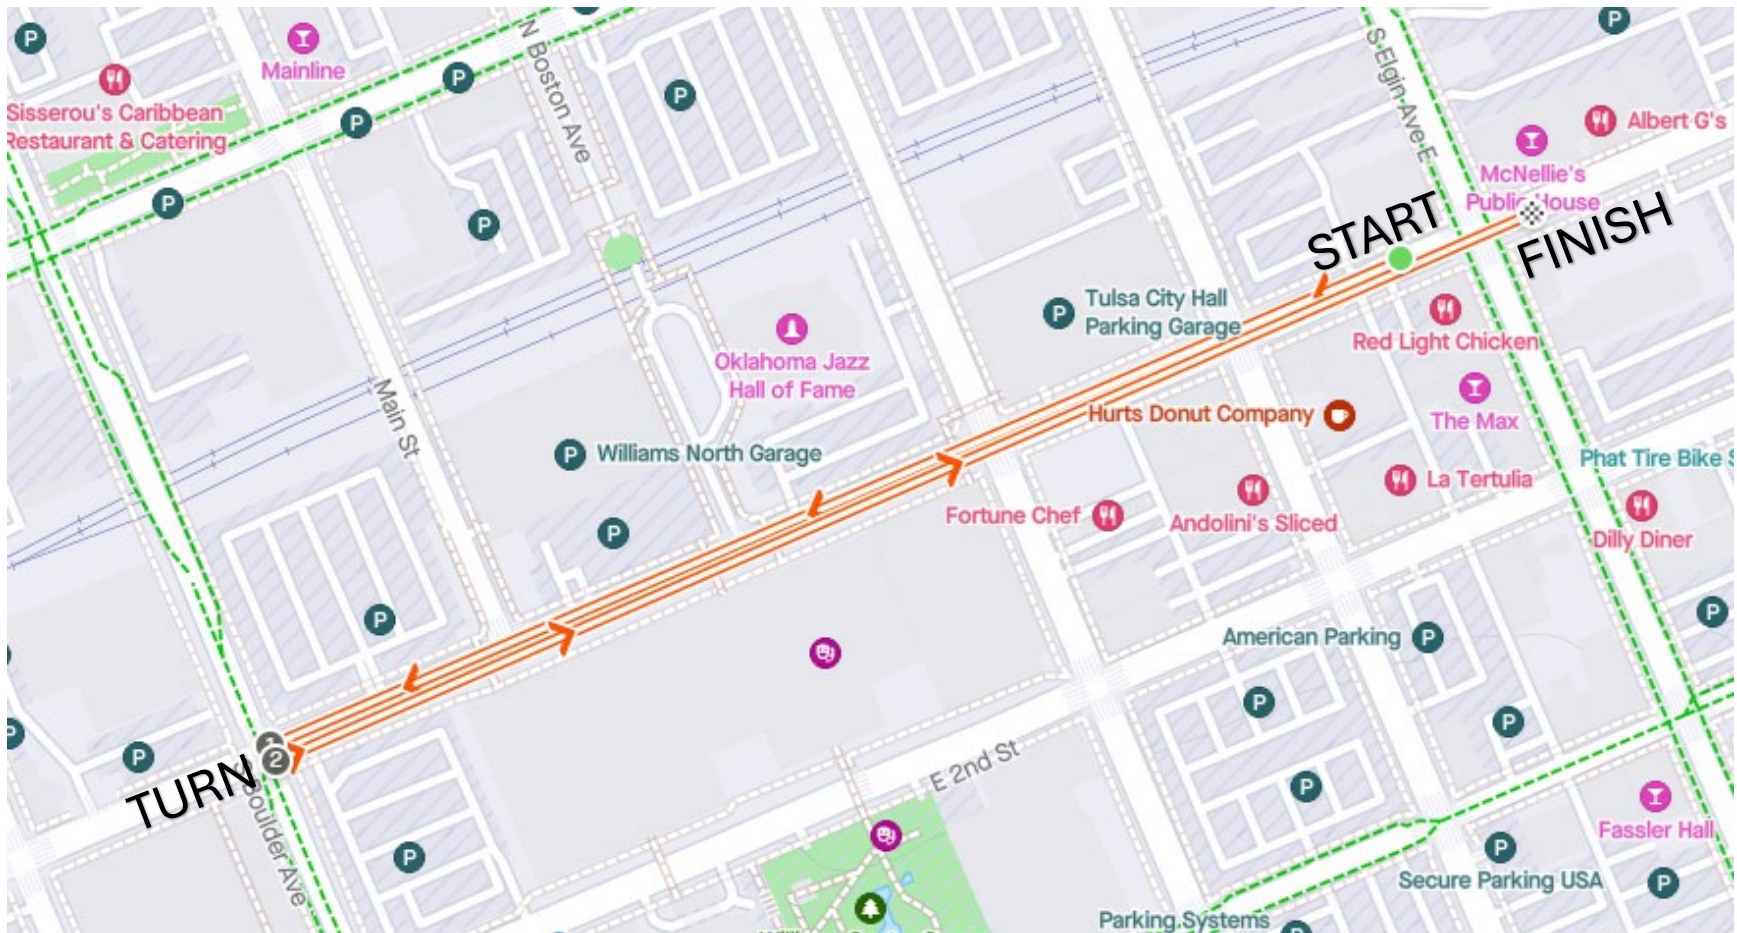 P
Mainline
Sisserou's Caribbean
Restaurant & Catering
P
P
P
P
N Boston Ave
P
P
S Elgin Ave E
P
Albert G's
McNellie's
Public House
START
FINISH
Tulsa City Hall
Parking Garage
P
Red Light Chicken
Oklahoma Jazz
Hall of Fame
Main St
Hurts Donut Company
The Max
P
Williams North Garage
Phat Tire Bike S
La Tertulia
Fortune Chef
Andolini's Sliced
Dilly Diner
P
P
P
American Parking
P
P
P
P
P
2
TURN
Boulder Ave
E 2nd St
P
P
Fassler Hall
P
Secure Parking USA
P
Parking Systems